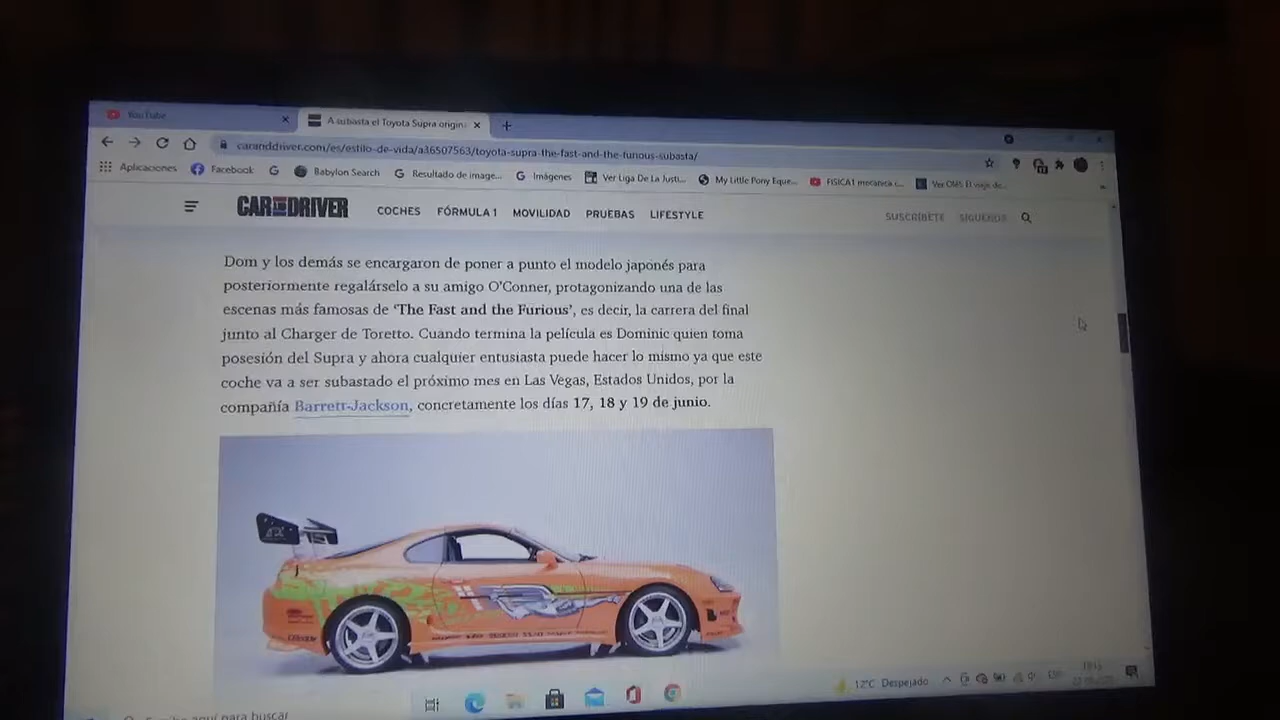 YouTube
A subasta el Toyota Supra origin
caranddriver.com/es/estilo-de-vida/a36507563/toyota-supra-the-fast-and-the-furious-subasta/
Aplicaciones Facebook Babylon Search Resultado de image... Imágenes Ver Liga De La Justi... My Little Pony Eque... FISICA1 mecanica c...
CAR AND DRIVER COCHES FÓRMULA 1 MOVILIDAD PRUEBAS LIFESTYLE SUSCRÍBETE SÍGUENOS
Dom y los demás se encargaron de poner a punto el modelo japonés para
posteriormente regalárselo a su amigo O'Conner, protagonizando una de las
escenas más famosas de 'The Fast and the Furious', es decir, la carrera del final
junto al Charger de Toretto. Cuando termina la película es Dominic quien toma
posesión del Supra y ahora cualquier entusiasta puede hacer lo mismo ya que este
coche va a ser subastado el próximo mes en Las Vegas, Estados Unidos, por la
compañía Barrett-Jackson, concretamente los días 17, 18 y 19 de junio.
12°C Despejado
aquí para buscar